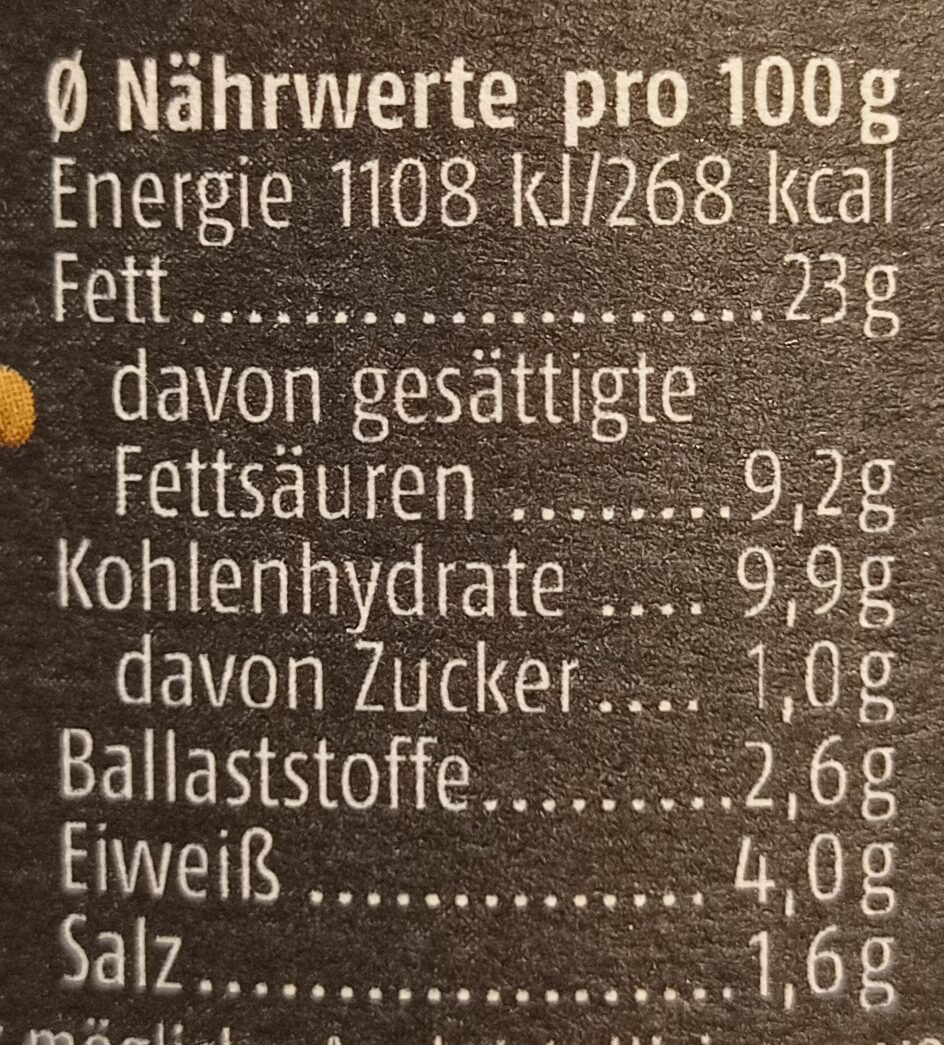 Ø Nährwerte pro 100g
Energie 1108 kJ/268 kcal
Fett ..................... 23g
davon gesättigte
Fettsäuren ........ 9,2g
Kohlenhydrate .... 9,9g
davon Zucker .... 1,0g
Ballaststoffe ......... 2,6g
Eiweiß .............. 4,0g
Salz ................... 1,6g